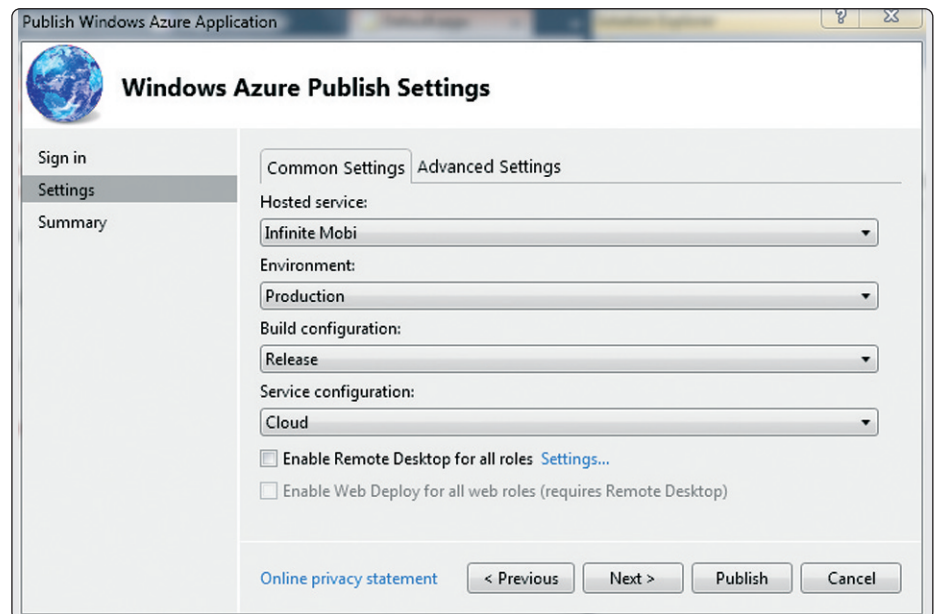 Publish Windows Azure Application
Windows Azure Publish Settings
Sign in
Settings
Summary
Common Settings Advanced Settings
Hosted service:
Infinite Mobi
Environment:
Production
Build configuration:
Release
Service configuration:
Cloud
Enable Remote Desktop for all roles Settings...
Enable Web Deploy for all web roles (requires Remote Desktop)
Online privacy statement < Previous Next > Publish Cancel